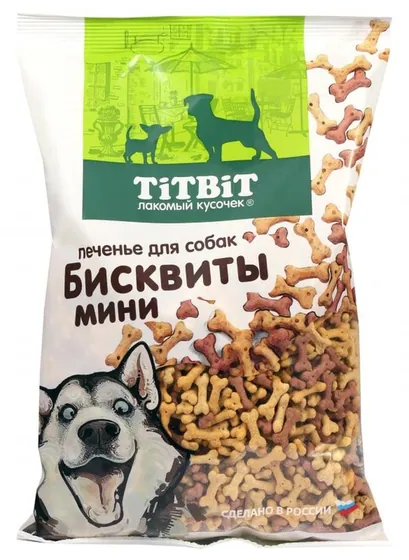 TiTBiT
лакомый кусочек®
печенье для собак
Бисквиты
мини
СДЕЛАНО В РОССИИ